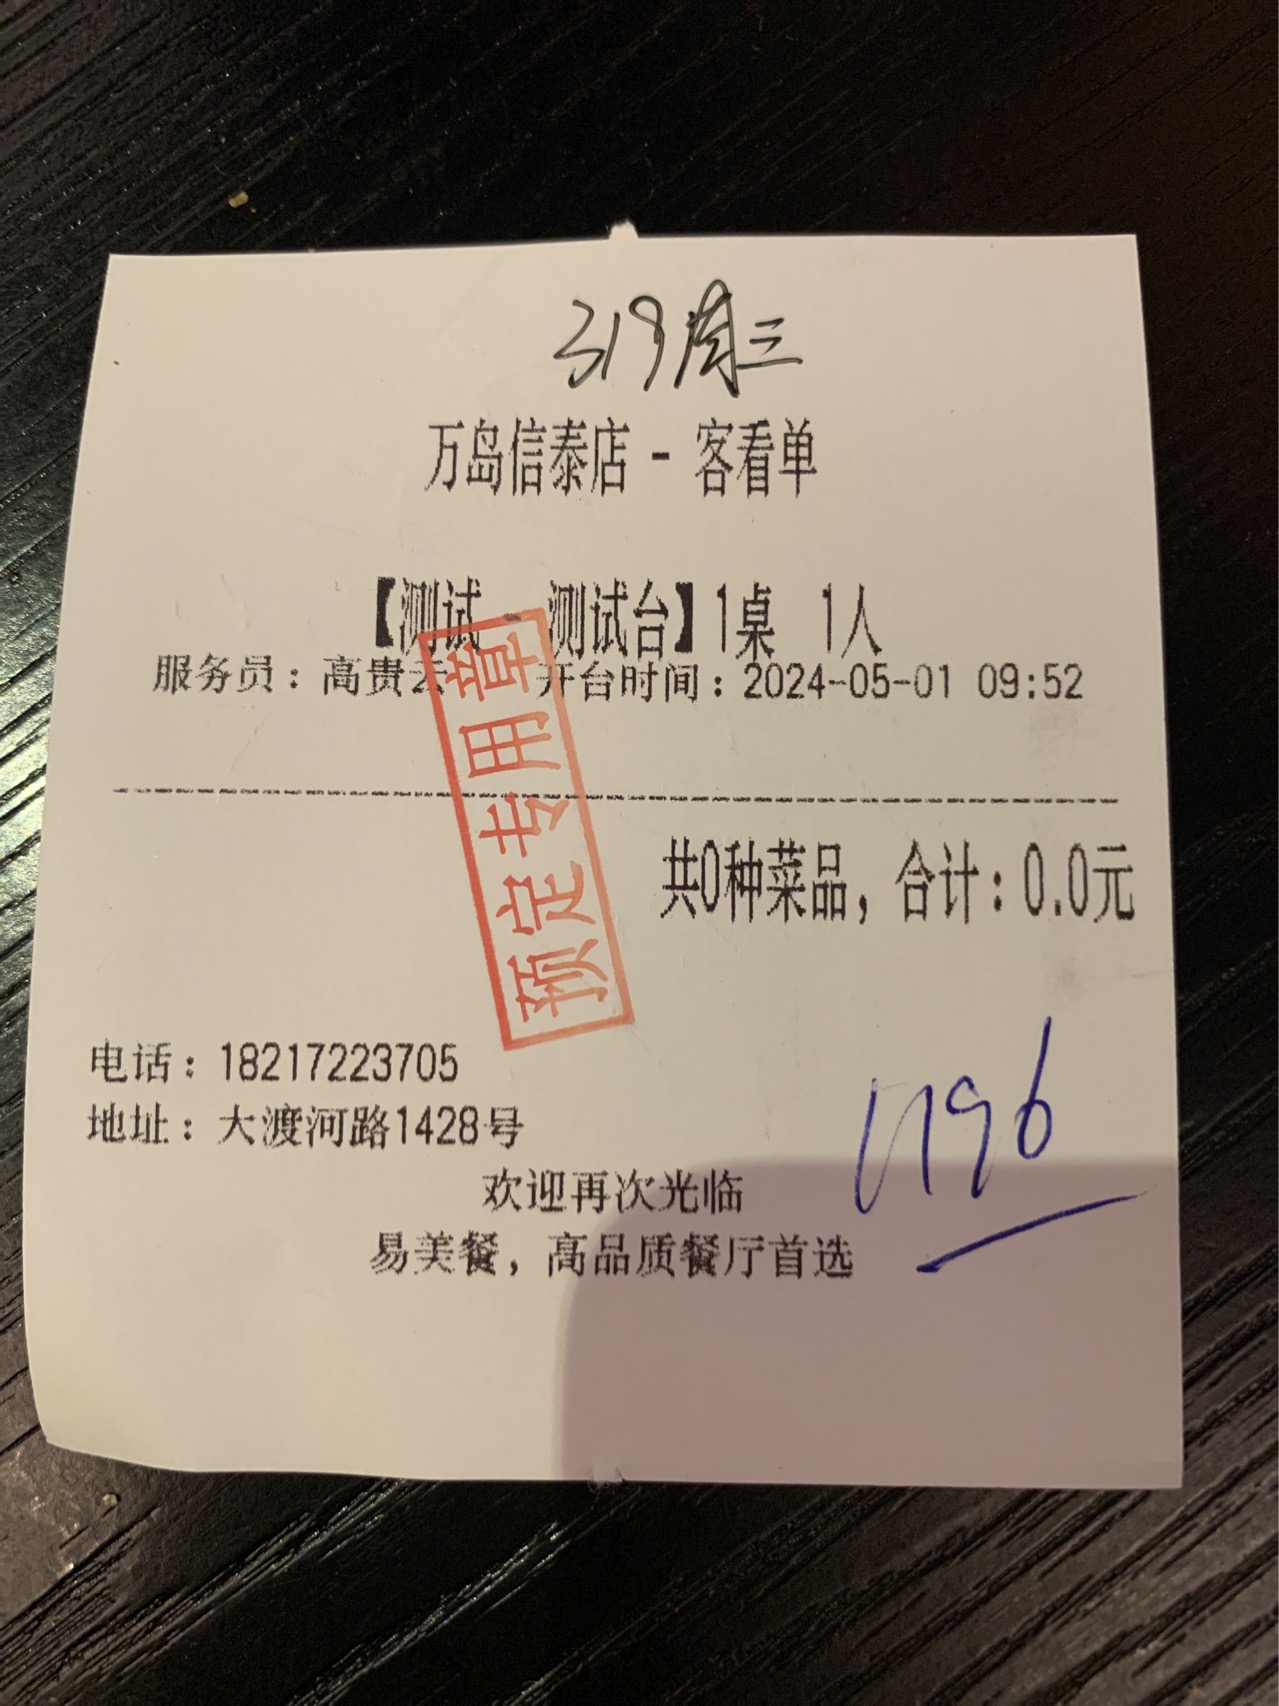 319周三
万岛信泰店 - 客看单
【测试 - 测试台】1桌 1人
服务员：高贵云 开台时间：2024-05-01 09:52
预定专用章
共0种菜品，合计：0.0元
电话：18217223705
地址：大渡河路1428号
1196
欢迎再次光临
易美餐，高品质餐厅首选